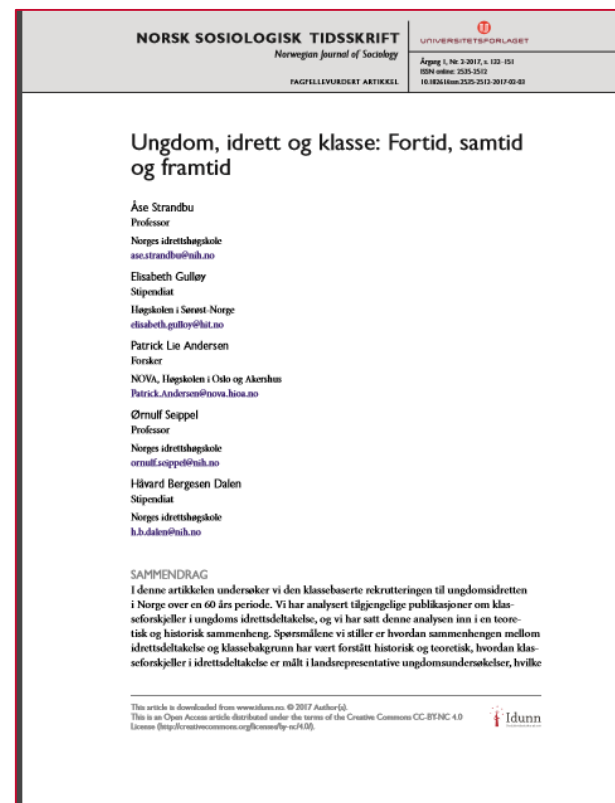 NORSK SOSIOLOGISK TIDSSKRIFT
Norwegian Journal of Sociology
FAGFELLEVURDERT ARTIKKEL
UNIVERSITETSFORLAGET
Årgang 1, Nr. 2-2017, s. 132–151
ISSN online: 2535-2512
Ungdom, idrett og klasse: Fortid, samtid
og framtid
Åse Strandbu
Professor
Norges idrettshøgskole
ase.strandbu@nih.no
Elisabeth Gulløy
Stipendiat
Høgskolen i Sørøst-Norge
elisabeth.gulloy@hit.no
Patrick Lie Andersen
Forsker
NOVA, Høgskolen i Oslo og Akershus
Patrick.Andersen@nova.hioa.no
Ørnulf Seippel
Professor
Norges idrettshøgskole
ornulf.seippel@nih.no
Håvard Bergesen Dalen
Stipendiat
Norges idrettshøgskole
h.b.dalen@nih.no
SAMMENDRAG
I denne artikkelen undersøker vi den klassebaserte rekrutteringen til ungdomsidretten
i Norge over en 60 års periode. Vi har analysert tilgjengelige publikasjoner om klas-
seforskjeller i ungdoms idrettsdeltakelse, og vi har satt denne analysen inn i en teore-
tisk og historisk sammenheng. Spørsmålene vi stiller er hvordan sammenhengen mellom
idrettsdeltakelse og klassebakgrunn har vært forstått historisk og teoretisk, hvordan klas-
seforskjeller i idrettsdeltakelse er målt i landsrepresentative ungdomsundersøkelser, hvilke
This article is downloaded from www.idunn.no. © 2017 Author(s).
This is an Open Access article distributed under the terms of the Creative Commons CC-BY-NC 4.0
License (http://creativecommons.org/licenses/by-nc/4.0/).
Idunn